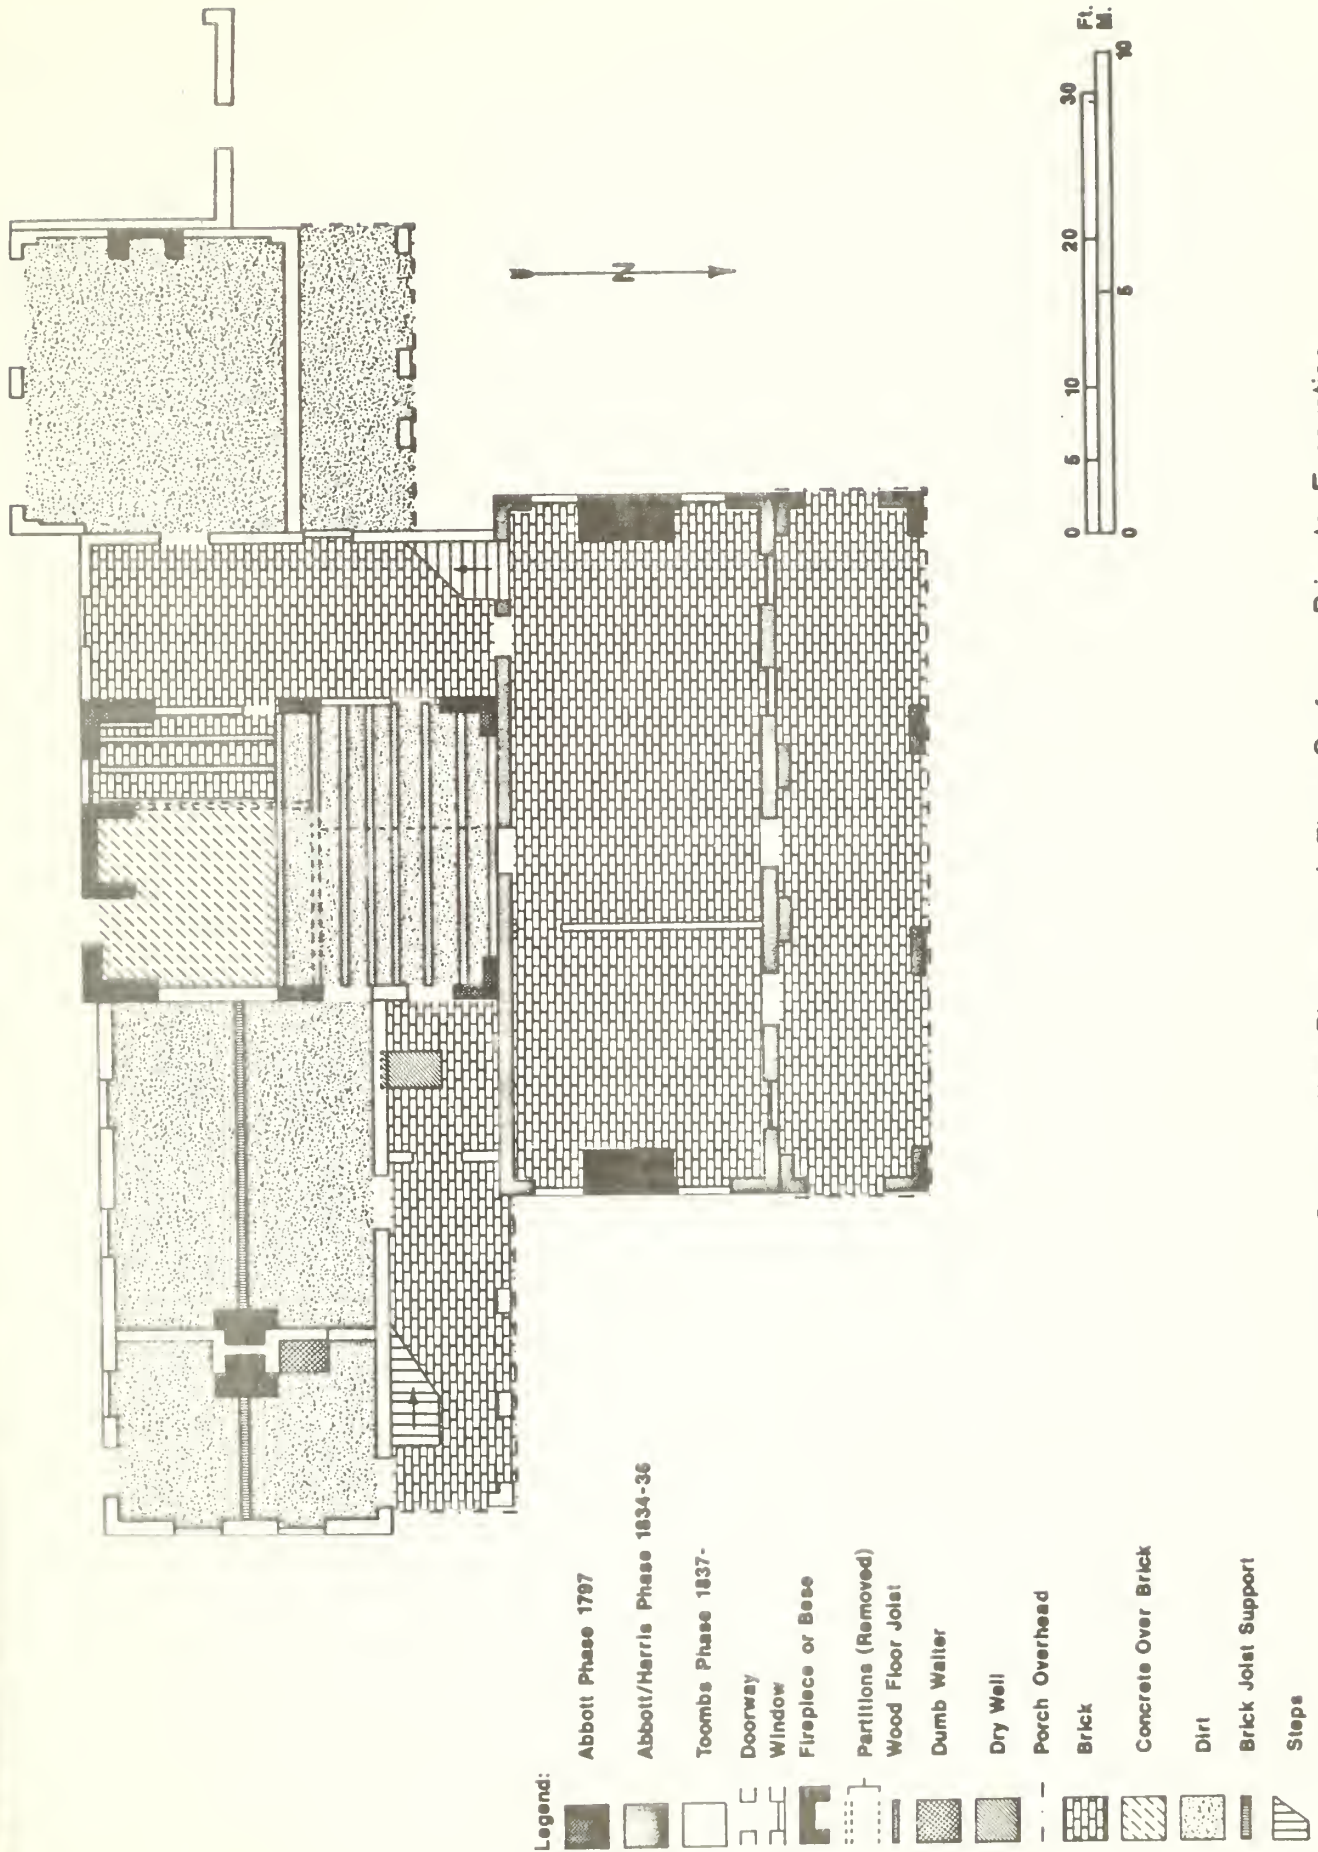 Legend:
Abbott Phase 1797
Abbott/Harris Phase 1834-36
Toombs Phase 1837-
Doorway
Window
Fireplace or Base
Partitions (Removed)
Wood Floor Joist
Dumb Waiter
Dry Well
Porch Overhead
Brick
Concrete Over Brick
Dirt
Brick Joist Support
Steps
N
0 5 10 20 30 Ft.
0 5 10 M.